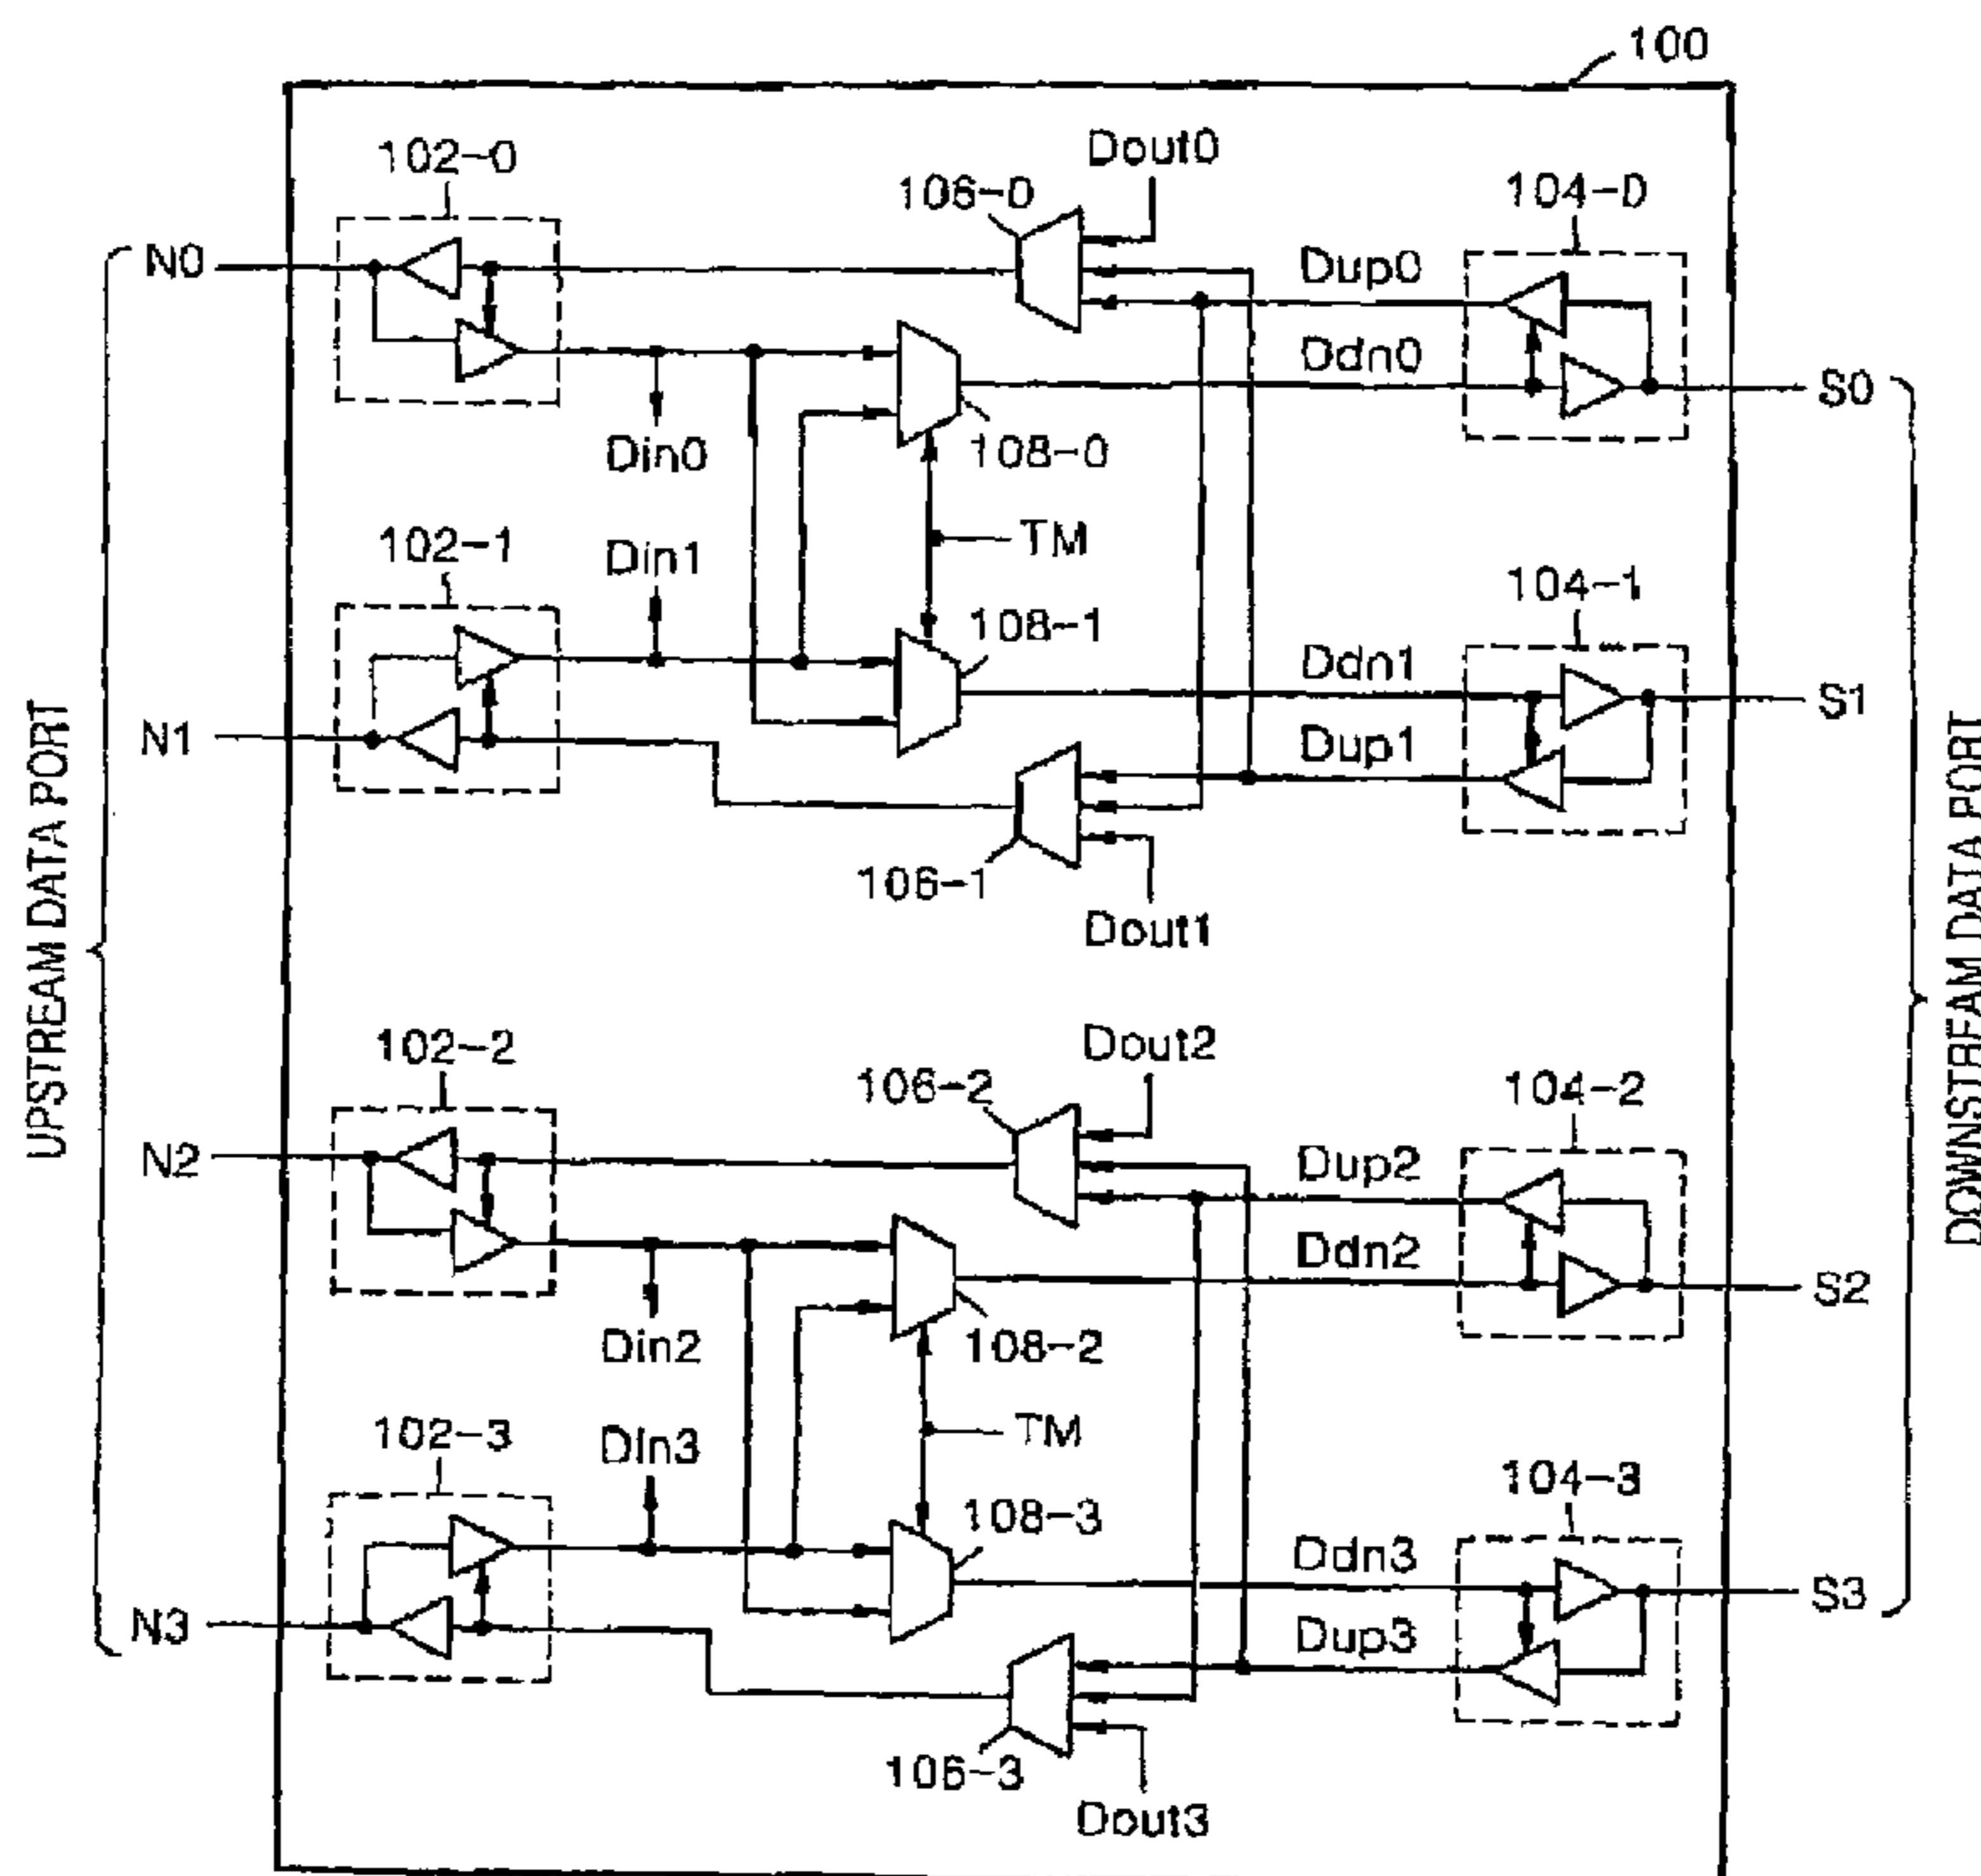 100
102-0
Dout0
106-0
104-0
N0
Dup0
Ddn0
S0
Din0
108-0
102-1
Din1
TM
104-1
108-1
Ddn1
N1
S1
Dup1
106-1
Dout1
UPSTREAM DATA PORT
DOWNSTREAM DATA PORT
102-2
Dout2
106-2
104-2
N2
Dup2
Ddn2
S2
Din2
108-2
102-3
Din3
TM
104-3
108-3
Ddn3
S3
N3
Dup3
106-3
Dout3